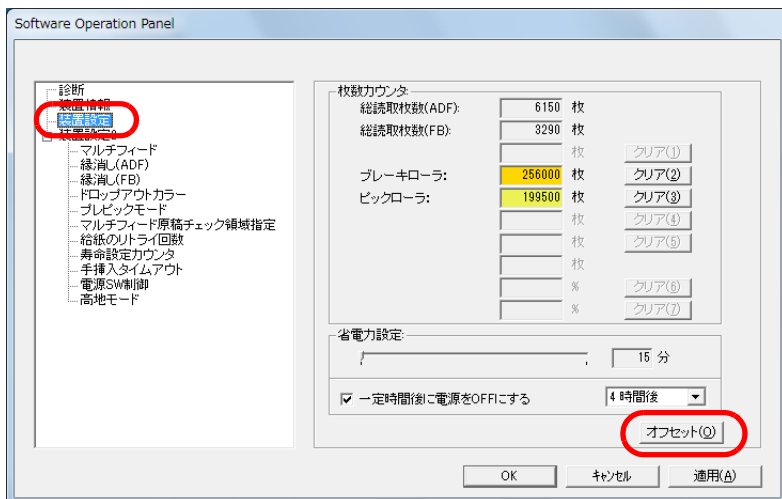 Software Operation Panel
診断
装置情報
装置設定
装置設定2
マルチフィード
縁消し(ADF)
縁消し(FB)
ドロップアウトカラー
プレピックモード
マルチフィード原稿チェック領域指定
給紙のリトライ回数
寿命設定カウンタ
手挿入タイムアウト
電源SW制御
高地モード
枚数カウンタ
総読取枚数(ADF): 6150 枚
総読取枚数(FB): 3290 枚
枚 クリア(1)
ブレーキローラ: 256000 枚 クリア(2)
ピックローラ: 199500 枚 クリア(3)
枚 クリア(4)
枚 クリア(5)
枚
% クリア(6)
% クリア(7)
省電力設定:
15 分
一定時間後に電源をOFFにする 4 時間後
オフセット(O)
OK キャンセル 適用(A)